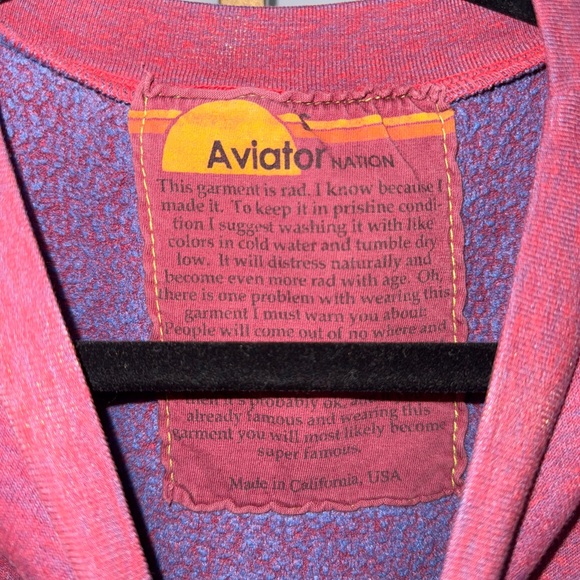 Aviator NATION
This garment is rad. I know because I
made it. To keep it in pristine condi-
tion I suggest washing it with like
colors in cold water and tumble dry
low. It will distress naturally and
become even more rad with age. Oh,
there is one problem with wearing this
garment I must warn you about:
People will come out of no where and
then it's probably ok.
already famous and wearing this
garment you will most likely become
super famous.
Made in California, USA